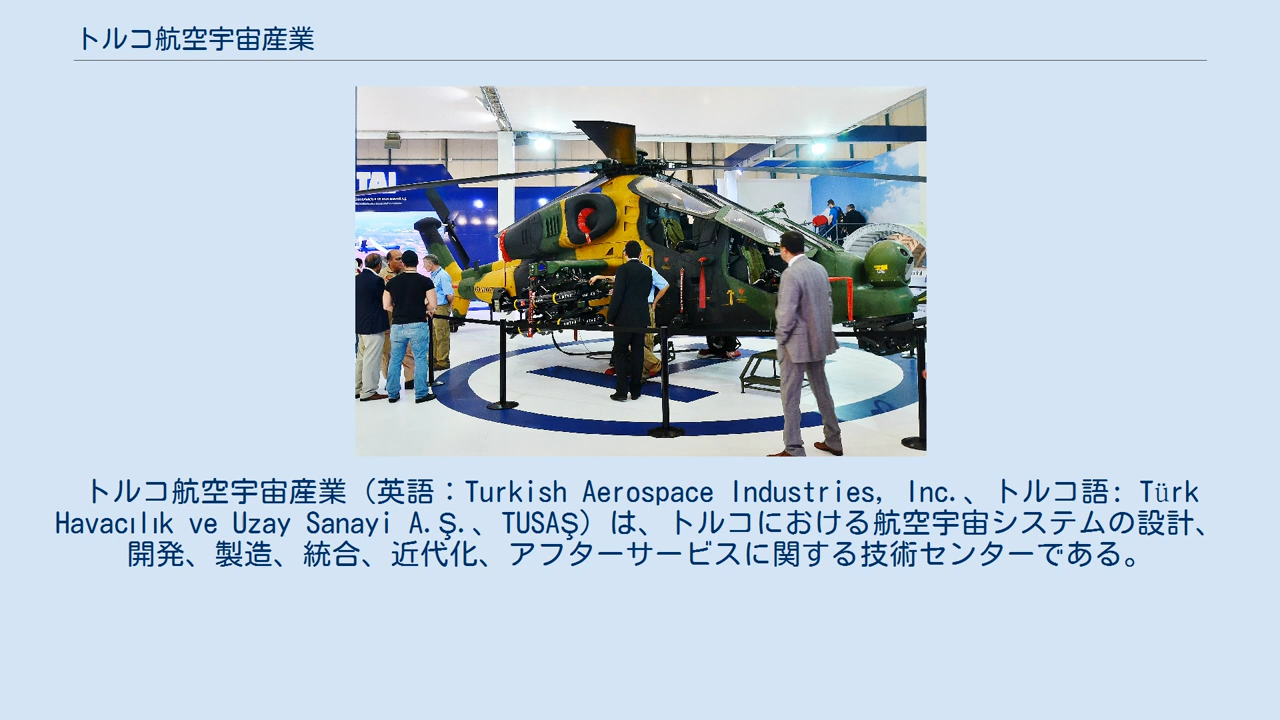 トルコ航空宇宙産業
TAI
トルコ航空宇宙産業（英語：Turkish Aerospace Industries, Inc.、トルコ語: Türk
Havacılık ve Uzay Sanayi A.Ş.、TUSAŞ）は、トルコにおける航空宇宙システムの設計、
開発、製造、統合、近代化、アフターサービスに関する技術センターである。